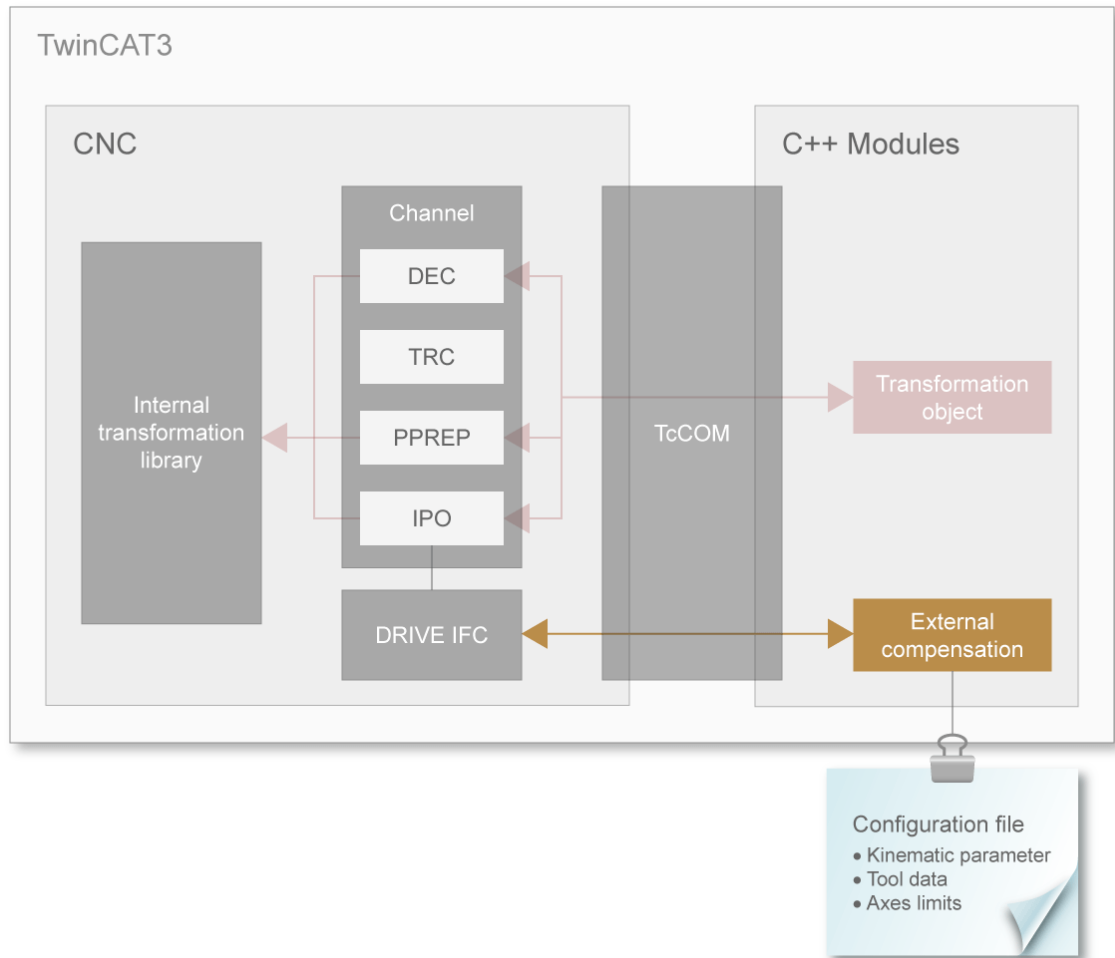 TwinCAT3
CNC
C++ Modules
Channel
DEC
TRC
PPREP
IPO
Internal
transformation
library
TcCOM
Transformation
object
DRIVE IFC
External
compensation
Configuration file
• Kinematic parameter
• Tool data
• Axes limits